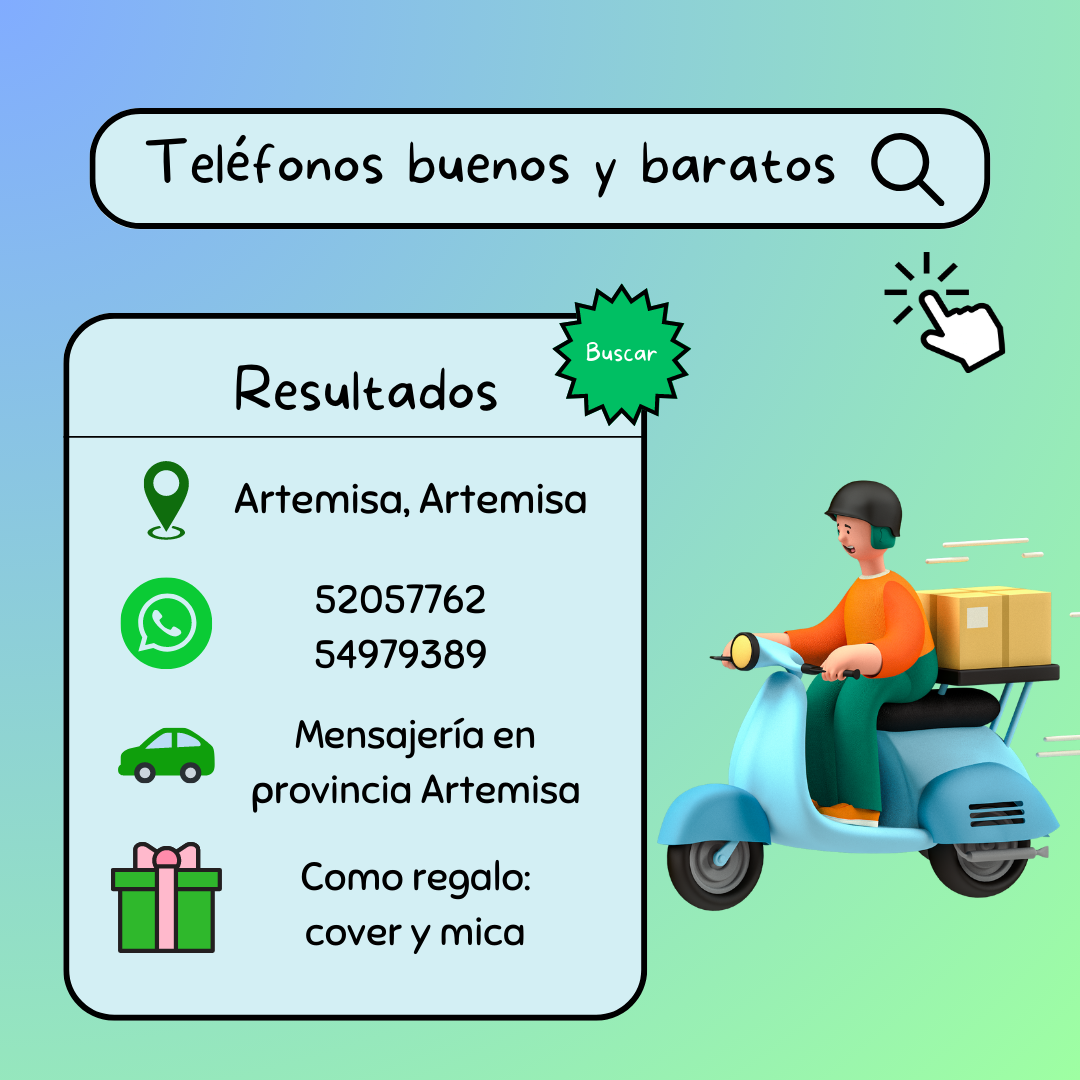 Teléfonos buenos y baratos
Buscar
Resultados
Artemisa, Artemisa
52057762
54979389
Mensajería en
provincia Artemisa
Como regalo:
cover y mica